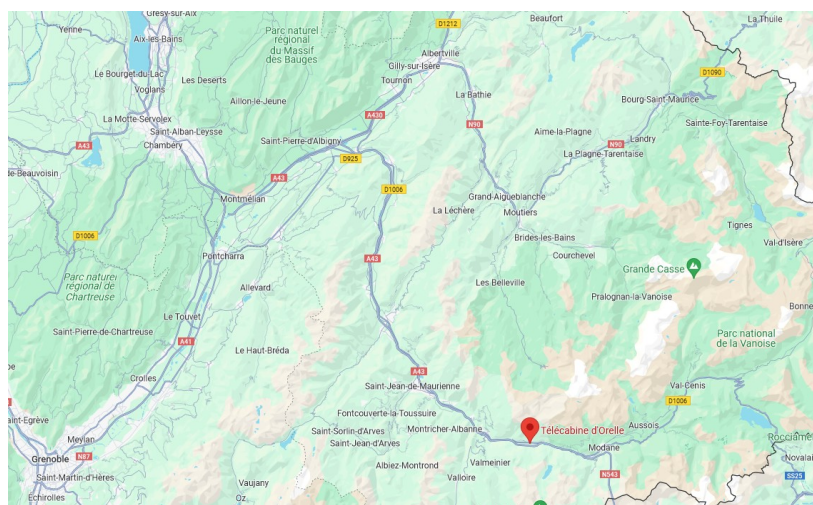 Grésy-sur-Aix
Yenne
Aix-les-Bains
Parc naturel
régional
du Massif
des Bauges
D1212
Beaufort
La Thuile
Albertville
Gilly-sur-Isère
Tournon
Le Bourget-du-Lac
Voglans
Les Deserts
La Bathie
D1090
Bourg-Saint-Maurice
Aillon-le-Jeune
A430
La Motte-Servolex
Saint-Alban-Leysse
Chambéry
A43
Saint-Pierre-d'Albigny
N90
Aime-la-Plagne
Landry
Sainte-Foy-Tarentaise
N90
La Plagne-Tarentaise
de-Beauvoisin
D925
A43
D1006
Montmélian
Grand-Aigueblanche
La Léchère
Moutiers
Tignes
D1006
Brides-les-Bains
Courchevel
Val-d'Isère
Pontcharra
A43
Grande Casse
Parc naturel
régional de
Chartreuse
Allevard
Les Belleville
Pralognan-la-Vanoise
Bonne
Le Touvet
Saint-Pierre-de-Chartreuse
A41
Parc national
de la Vanoise
Le Haut-Bréda
A43
Crolles
Saint-Jean-de-Maurienne
Val-Cenis
D1006
aint-Egrève
Fontcouverte-la-Toussuire
Saint-Sorlin-d'Arves
Montricher-Albanne
Télécabine d'Orelle
Aussois
Meylan
Saint-Jean-d'Arves
Rocciame
Modane
Grenoble
N87
Albiez-Montrond
Valmeinier
Novale
Saint-Martin-d'Hères
Valloire
N543
SS25
Vaujany
Échirolles
Oz